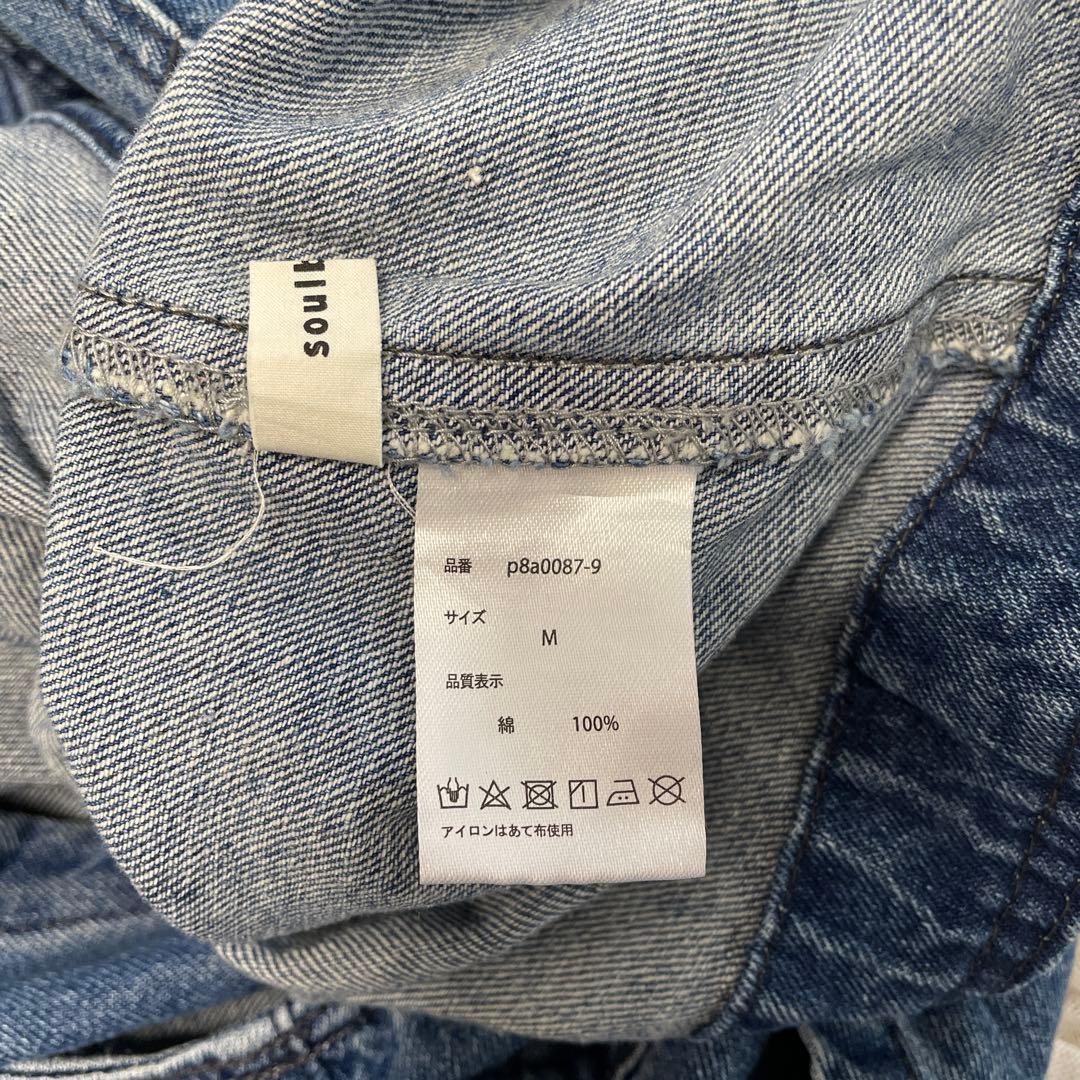 soul
品番 p8a0087-9
サイズ
M
品質表示
綿 100%
アイロンはあて布使用